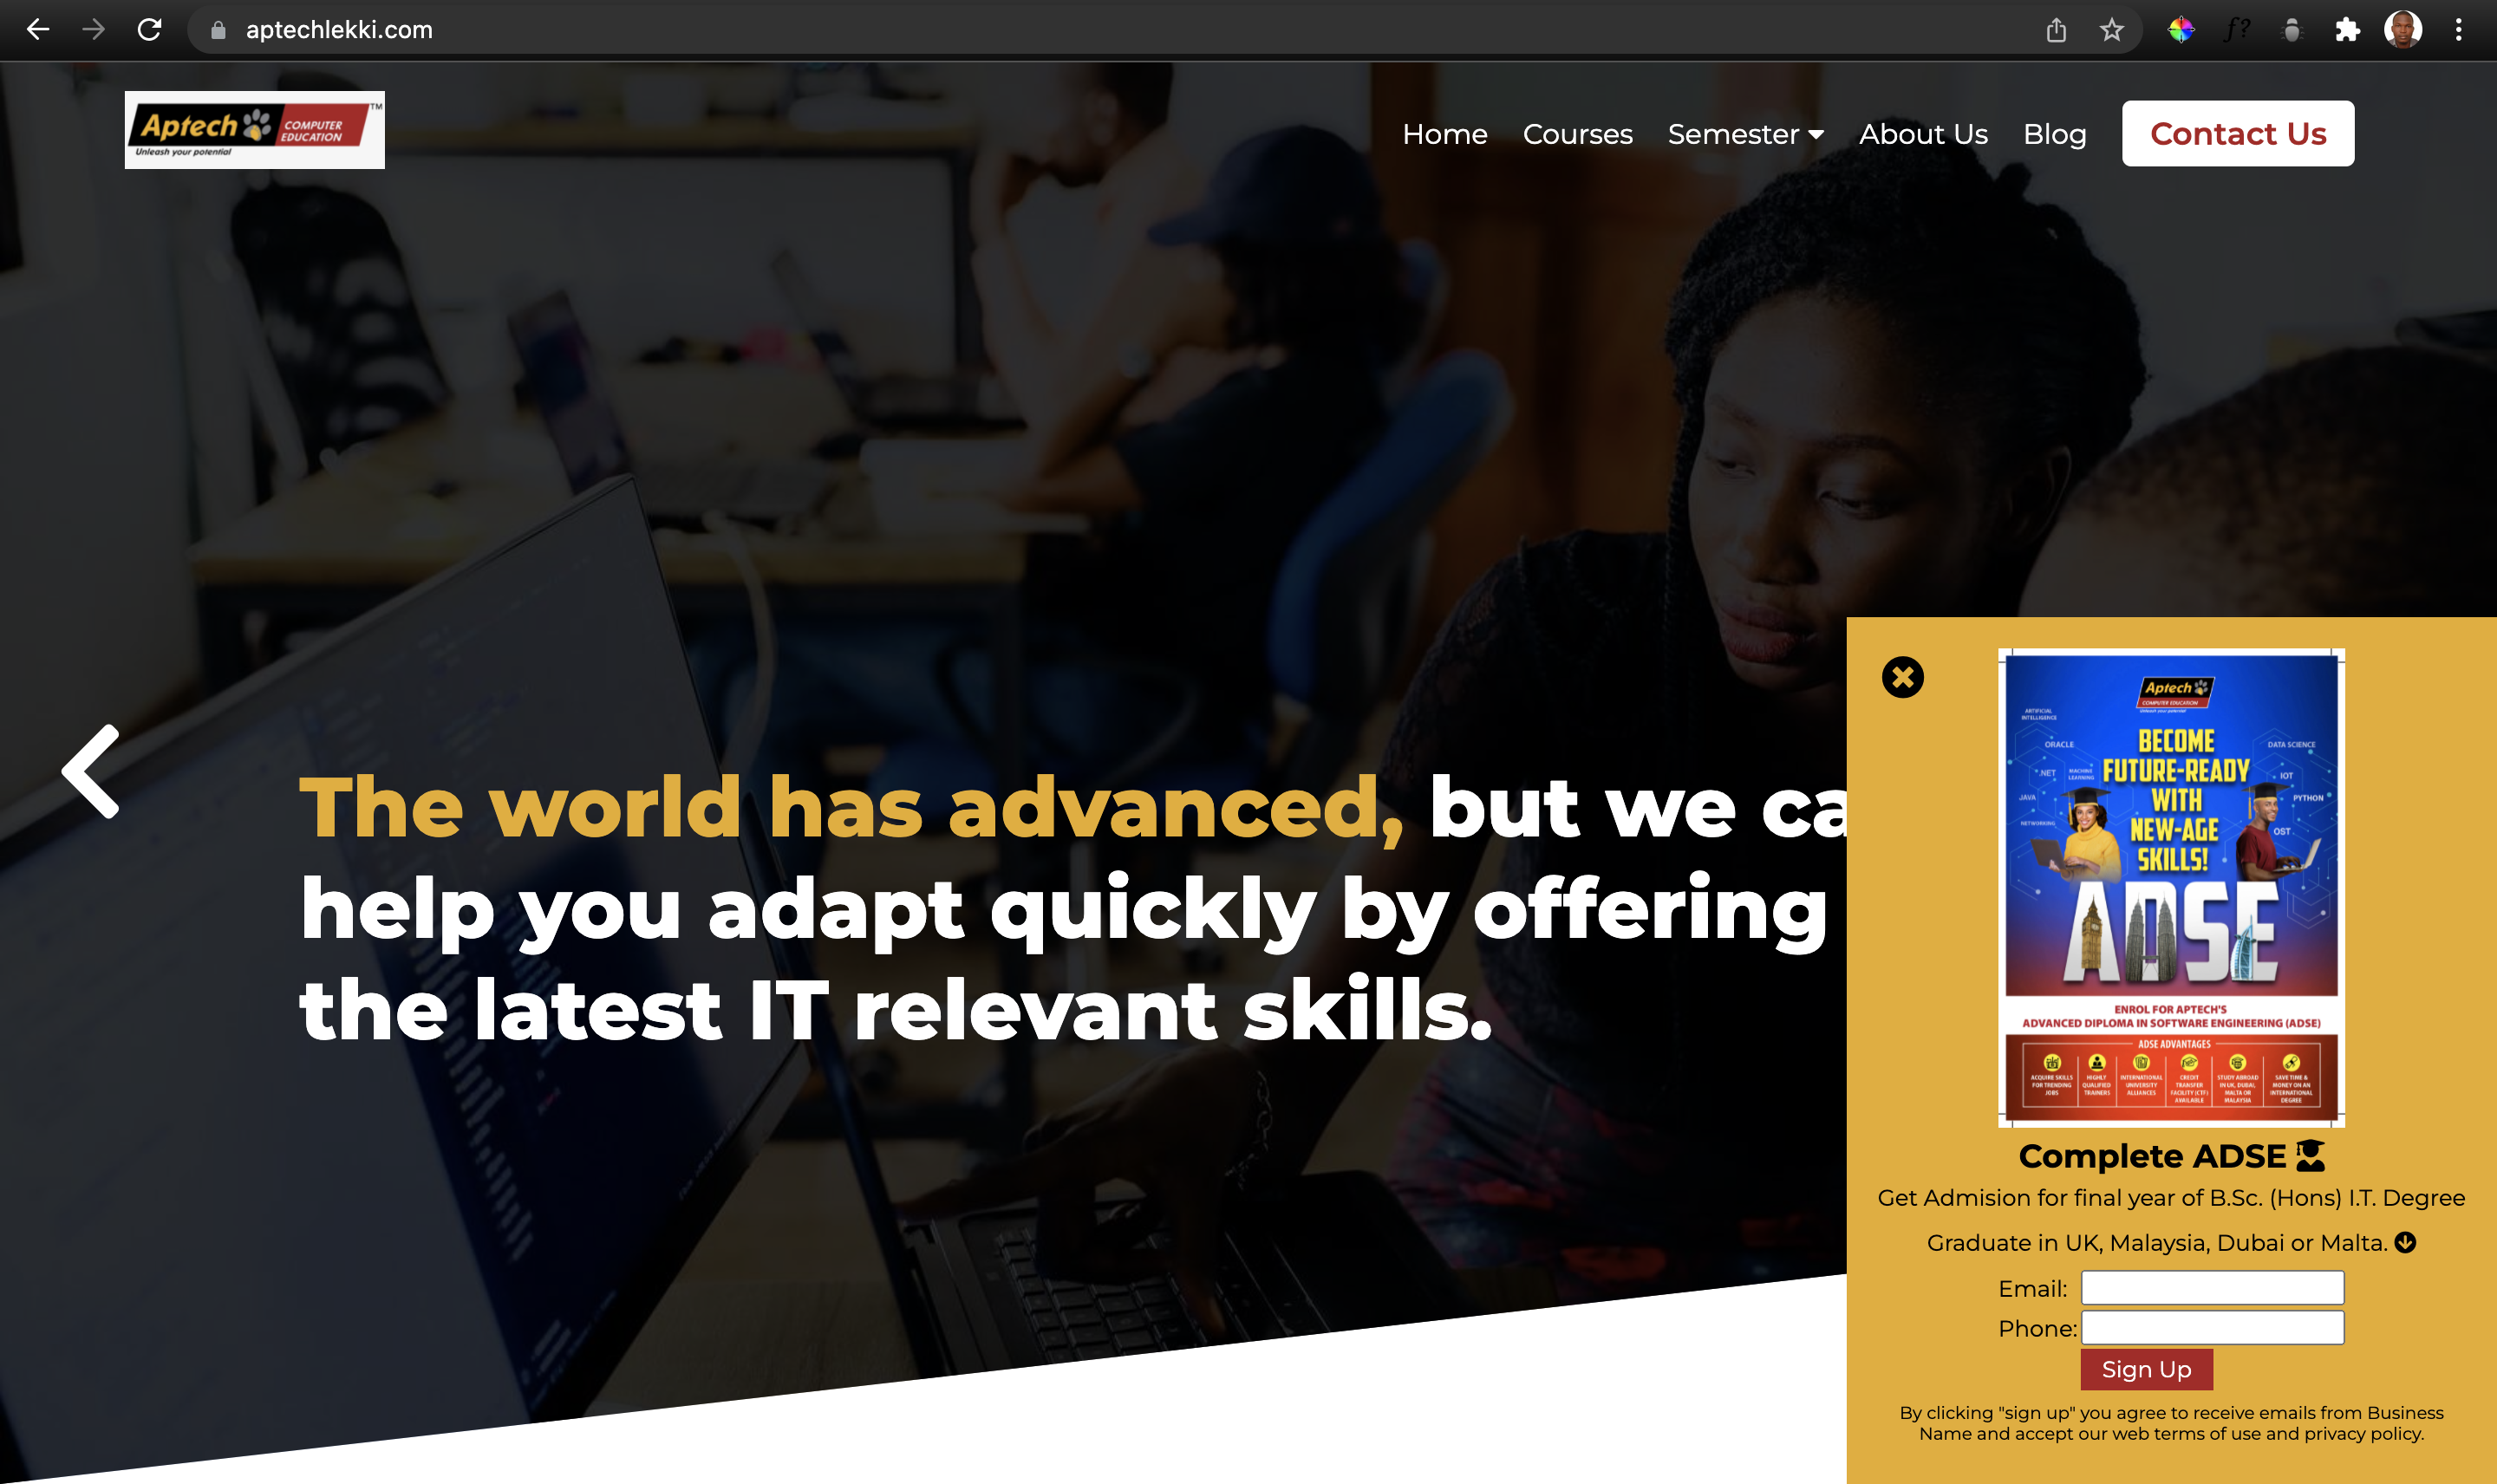 aptechlekki.com
f?
Aptech COMPUTER EDUCATION TM
Unleash your potential
Home Courses Semester About Us Blog Contact Us
The world has advanced, but we ca
help you adapt quickly by offering
the latest IT relevant skills.
Aptech
COMPUTER EDUCATION
Unleash your potential
ARTIFICIAL
INTELLIGENCE
ORACLE
.NET
MACHINE
LEARNING
JAVA
NETWORKING
BECOME
FUTURE-READY
WITH
NEW-AGE
SKILLS!
DATA SCIENCE
IOT
PYTHON
OST
ADSE
ENROL FOR APTECH'S
ADVANCED DIPLOMA IN SOFTWARE ENGINEERING (ADSE)
ADSE ADVANTAGES
ACQUIRE SKILLS
FOR TRENDING
JOBS
HIGHLY
QUALIFIED
TRAINERS
INTERNATIONAL
UNIVERSITY
ALLIANCES
CREDIT
TRANSFER
FACILITY (CTF)
AVAILABLE
STUDY ABROAD
IN UK, DUBAI,
MALTA OR
MALAYSIA
SAVE TIME &
MONEY ON AN
INTERNATIONAL
DEGREE
Complete ADSE
Get Admision for final year of B.Sc. (Hons) I.T. Degree
Graduate in UK, Malaysia, Dubai or Malta.
Email:
Phone:
Sign Up
By clicking "sign up" you agree to receive emails from Business
Name and accept our web terms of use and privacy policy.